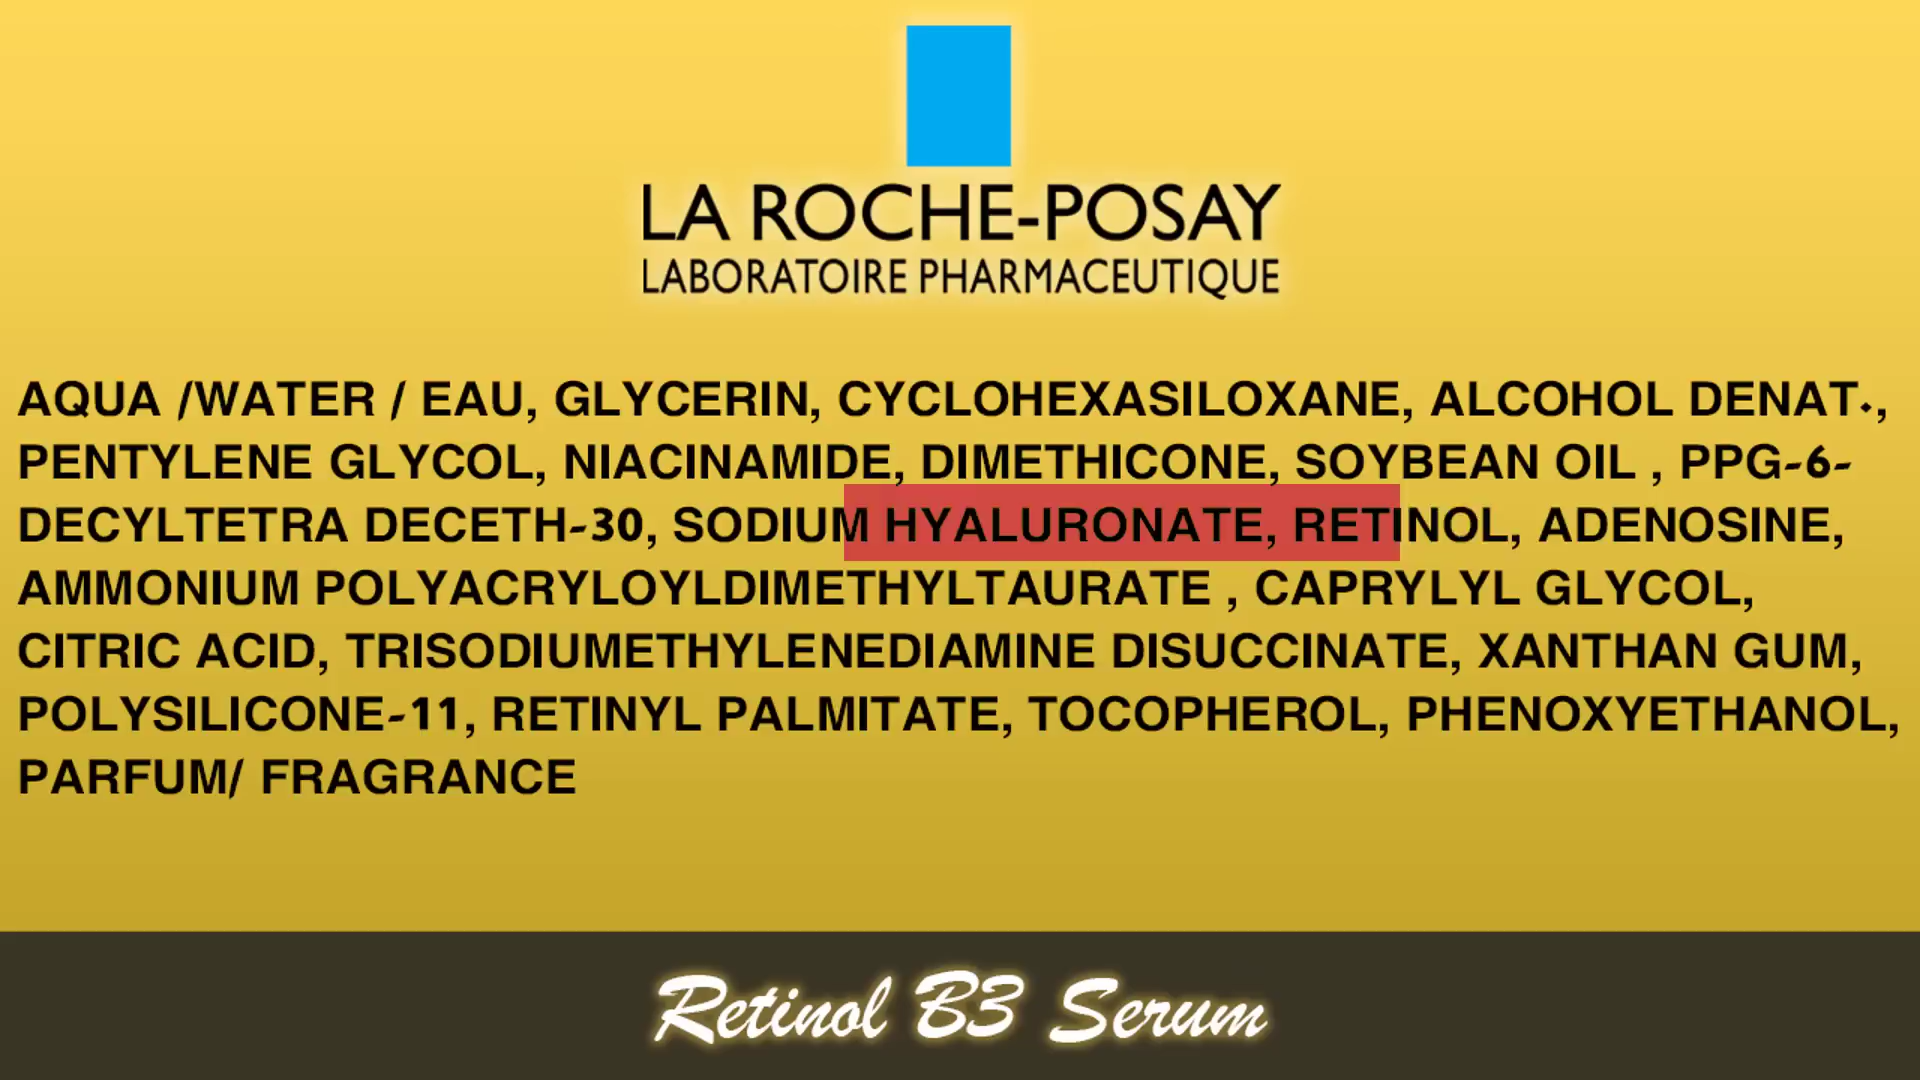 LA ROCHE-POSAY
LABORATOIRE PHARMACEUTIQUE
AQUA /WATER / EAU, GLYCERIN, CYCLOHEXASILOXANE, ALCOHOL DENAT.,
PENTYLENE GLYCOL, NIACINAMIDE, DIMETHICONE, SOYBEAN OIL , PPG-6-
DECYLTETRA DECETH-30, SODIUM HYALURONATE, RETINOL, ADENOSINE,
AMMONIUM POLYACRYLOYLDIMETHYLTAURATE , CAPRYLYL GLYCOL,
CITRIC ACID, TRISODIUMETHYLENEDIAMINE DISUCCINATE, XANTHAN GUM,
POLYSILICONE-11, RETINYL PALMITATE, TOCOPHEROL, PHENOXYETHANOL,
PARFUM/ FRAGRANCE
Retinol B3 Serum